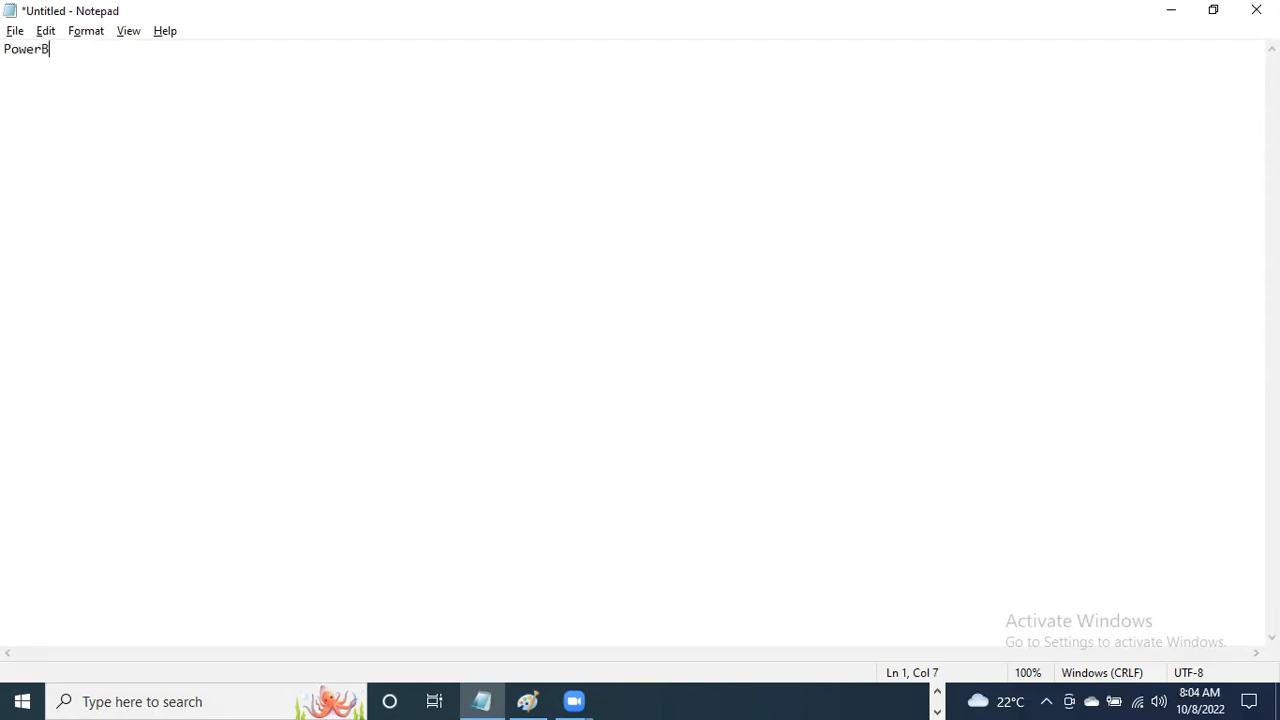 *Untitled - Notepad
File Edit Format View Help
PowerB
Activate Windows
Go to Settings to activate Windows.
Ln 1, Col 7 100% Windows (CRLF) UTF-8
Type here to search 22°C 8:04 AM
10/8/2022